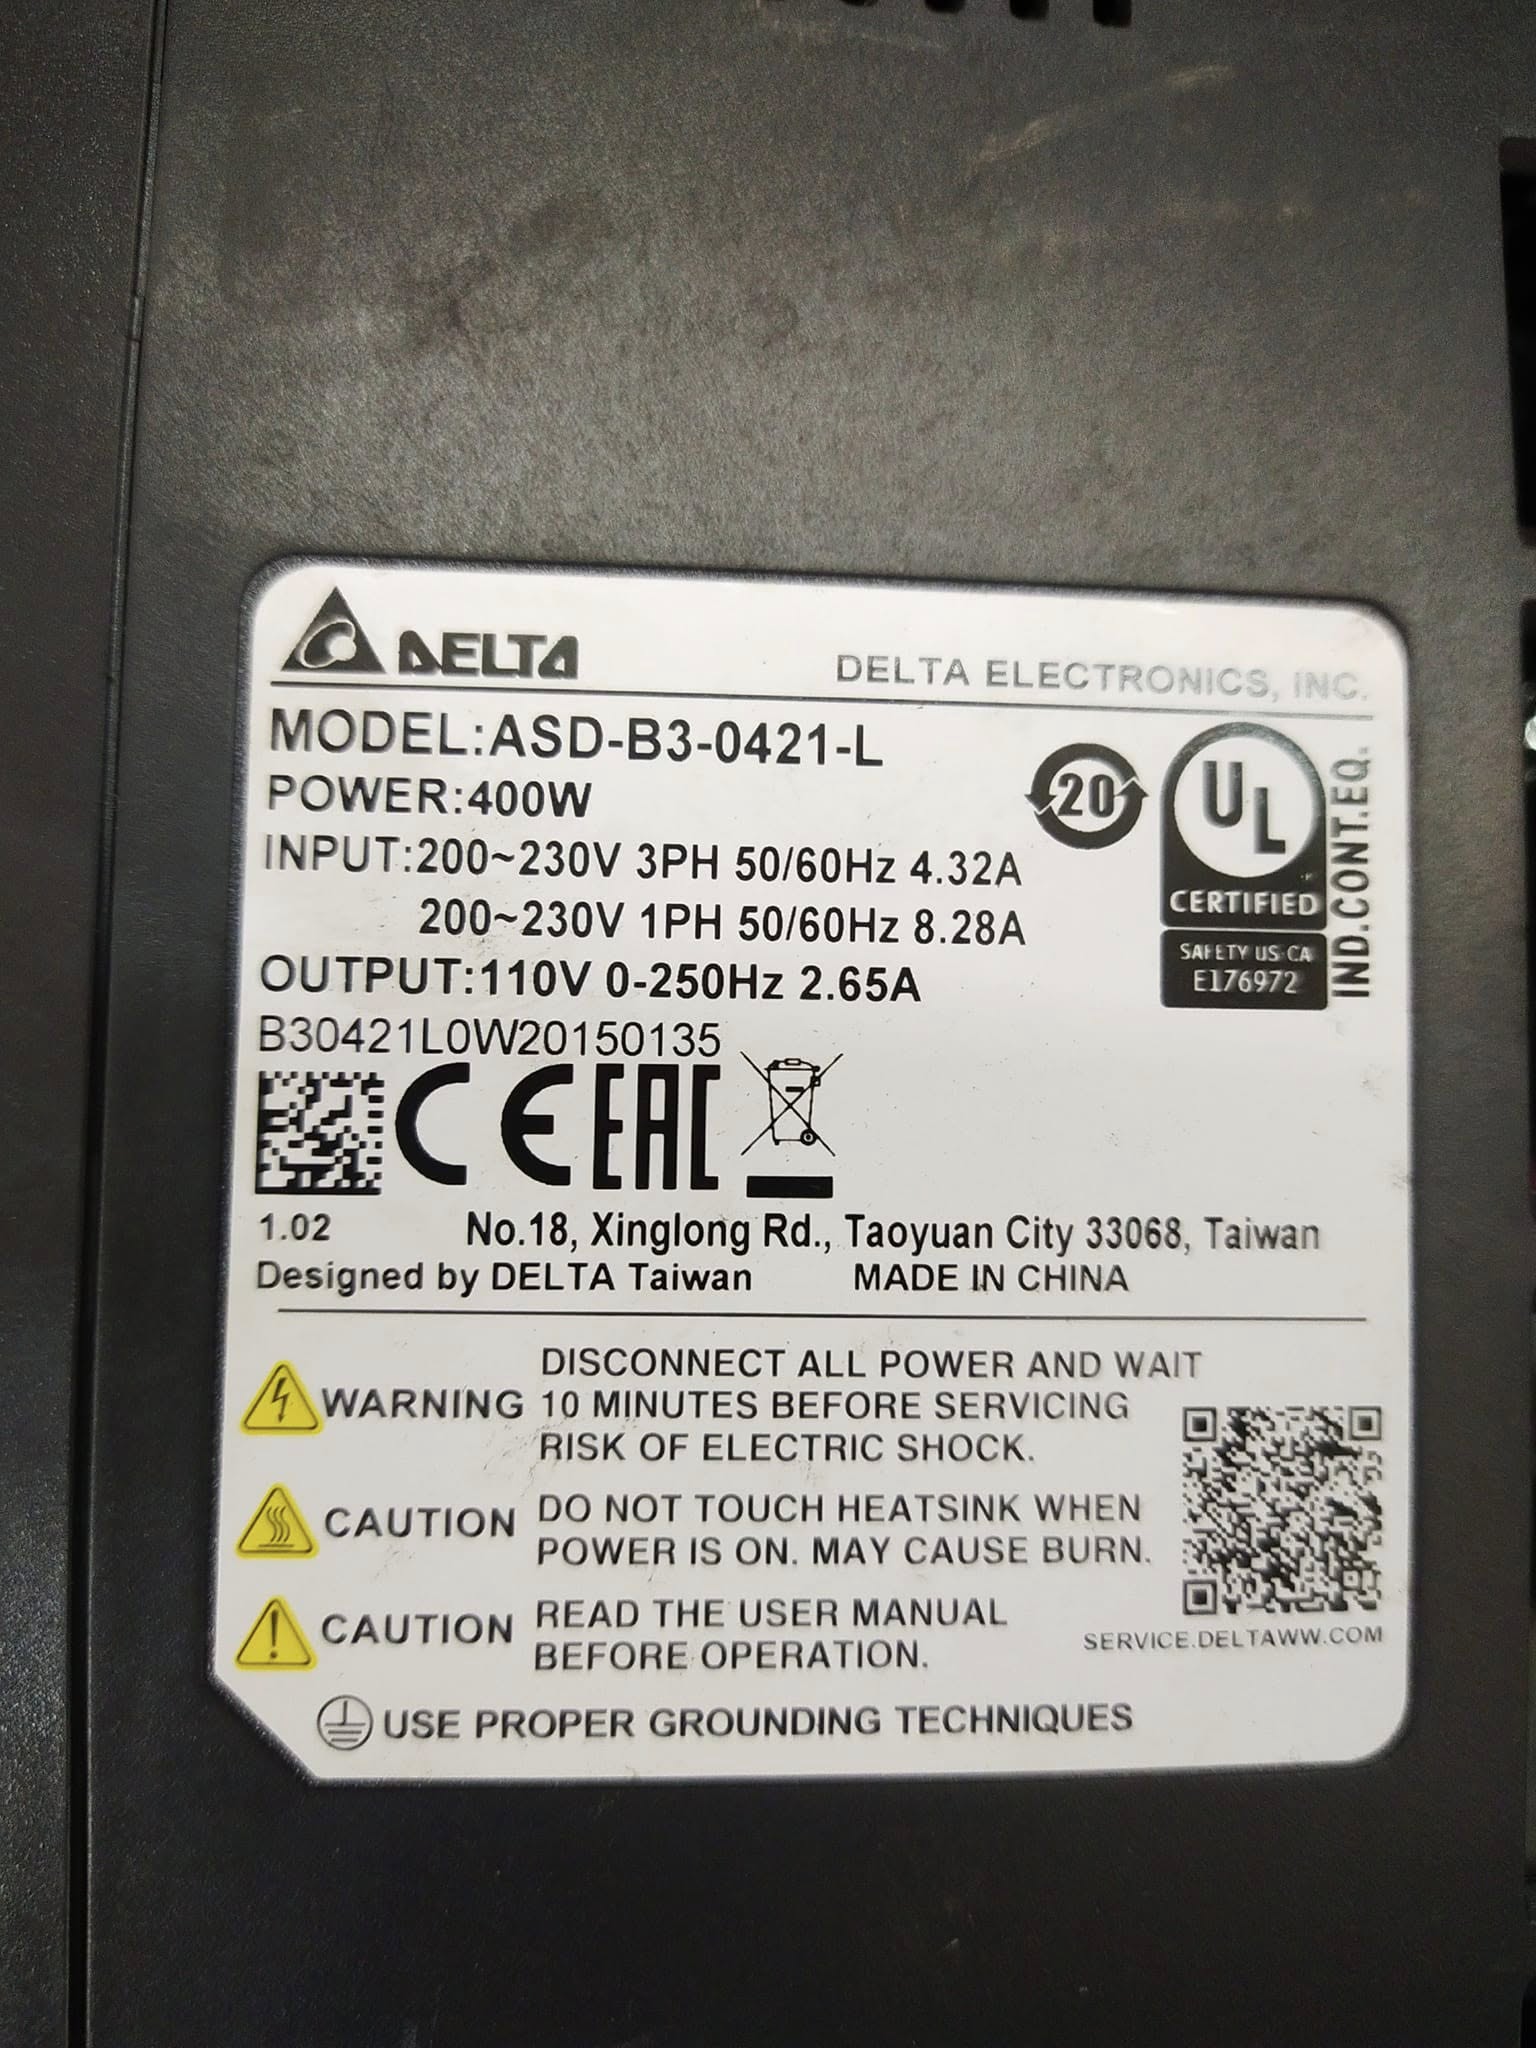 DELTA
DELTA ELECTRONICS, INC.
MODEL:ASD-B3-0421-L
POWER:400W
INPUT:200~230V 3PH 50/60Hz 4.32A
200~230V 1PH 50/60Hz 8.28A
OUTPUT:110V 0-250Hz 2.65A
B30421L0W20150135
20
UL
CERTIFIED
SAFETY US-CA
E176972
IND.CONT.EQ.
CE EAC
1.02
No.18, Xinglong Rd., Taoyuan City 33068, Taiwan
Designed by DELTA Taiwan
MADE IN CHINA
WARNING
DISCONNECT ALL POWER AND WAIT
10 MINUTES BEFORE SERVICING
RISK OF ELECTRIC SHOCK.
CAUTION
DO NOT TOUCH HEATSINK WHEN
POWER IS ON. MAY CAUSE BURN.
CAUTION
READ THE USER MANUAL
BEFORE OPERATION.
SERVICE.DELTAWW.COM
USE PROPER GROUNDING TECHNIQUES